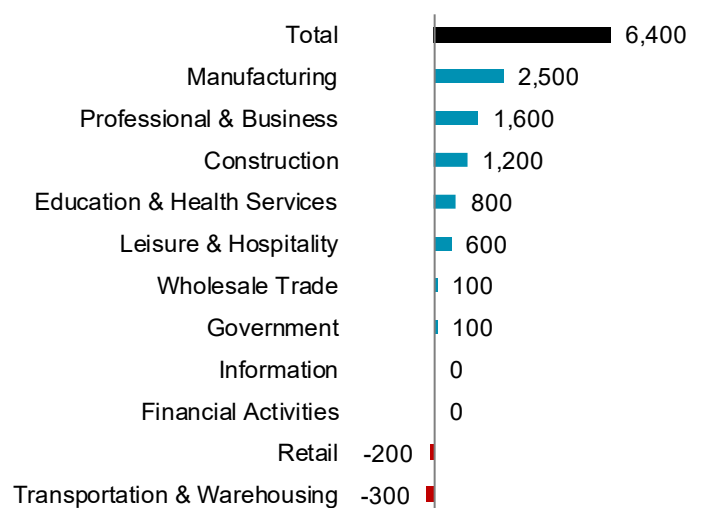 Total 6,400
Manufacturing 2,500
Professional & Business 1,600
Construction 1,200
Education & Health Services 800
Leisure & Hospitality 600
Wholesale Trade 100
Government 100
Information 0
Financial Activities 0
Retail -200
Transportation & Warehousing -300